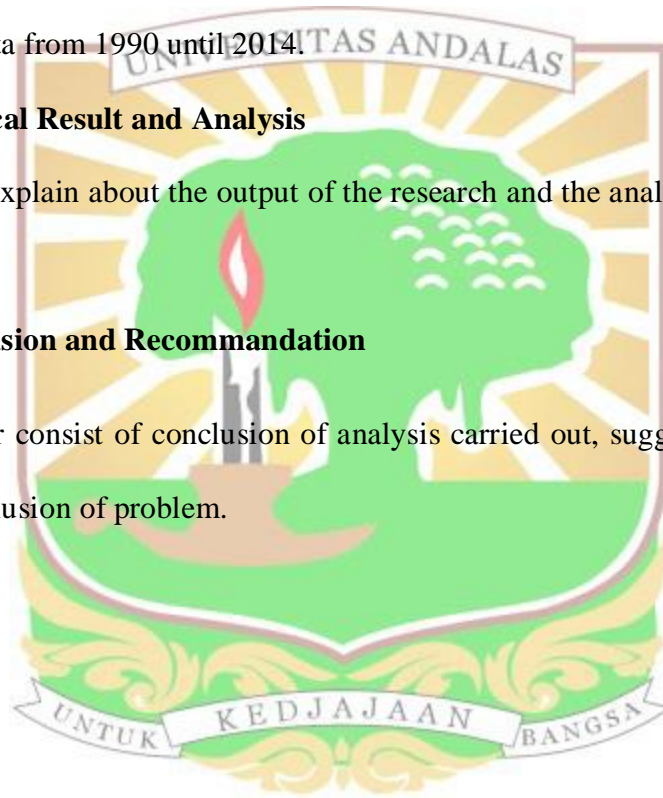 ta from 1990 until 2014.
UNIVERSITAS ANDALAS
cal Result and Analysis
xplain about the output of the research and the anal
sion and Recommandation
r consist of conclusion of analysis carried out, sugg
lusion of problem.
UNTUK KEDJAJAAN BANGSA